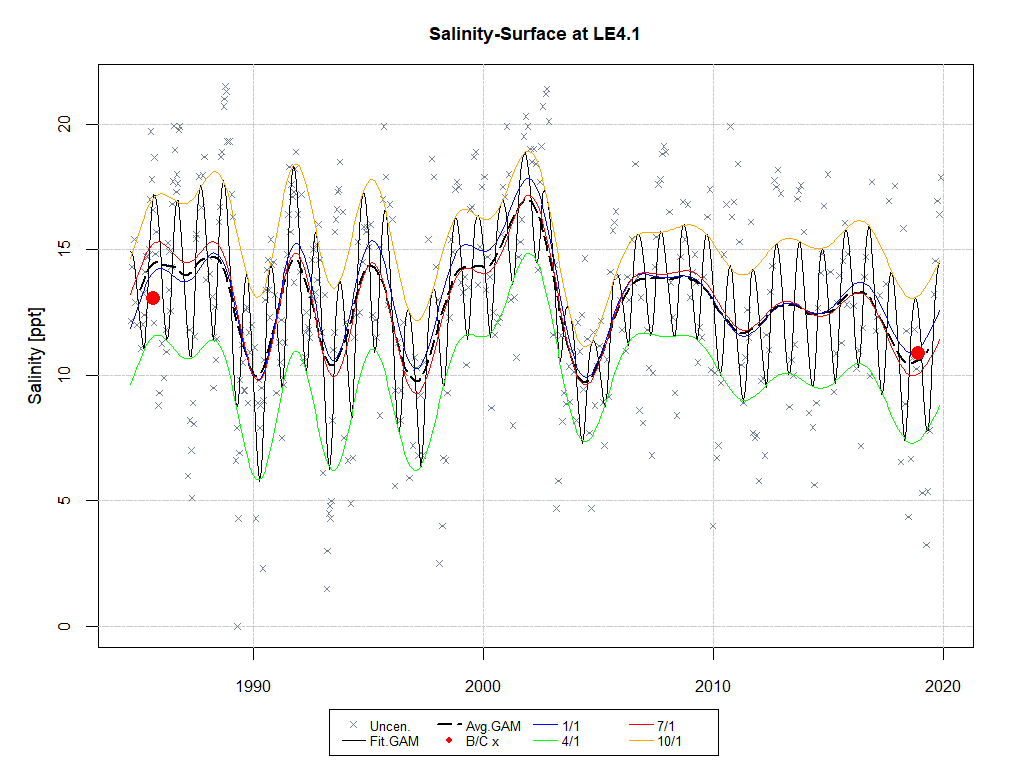 Salinity-Surface at LE4.1
Salinity [ppt]
20
15
10
5
0
1990 2000 2010 2020
Uncen. Avg.GAM 1/1 7/1
Fit.GAM B/C x 4/1 10/1